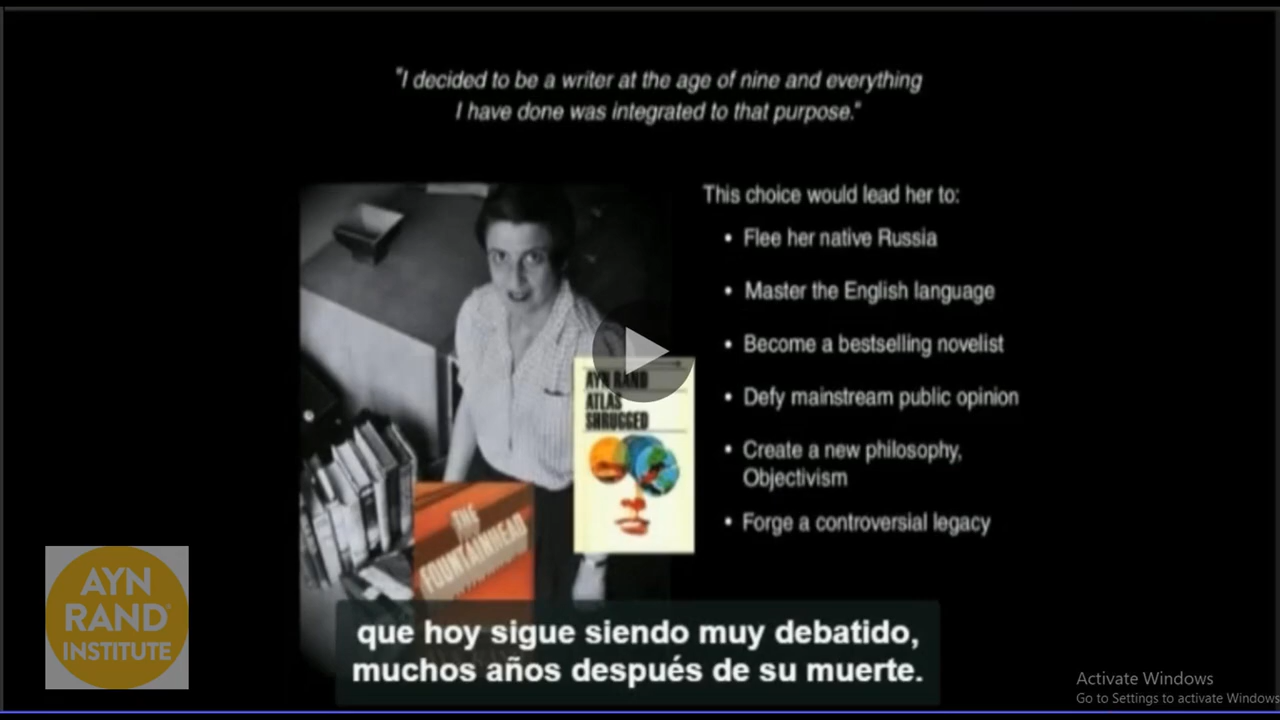 "I decided to be a writer at the age of nine and everything
I have done was integrated to that purpose."
This choice would lead her to:
• Flee her native Russia
• Master the English language
• Become a bestselling novelist
• Defy mainstream public opinion
• Create a new philosophy,
Objectivism
• Forge a controversial legacy
AYN RAND
ATLAS
SHRUGGED
THE
FOUNTAINHEAD
AYN
RAND®
INSTITUTE
que hoy sigue siendo muy debatido,
muchos años después de su muerte.
Activate Windows
Go to Settings to activate Windows